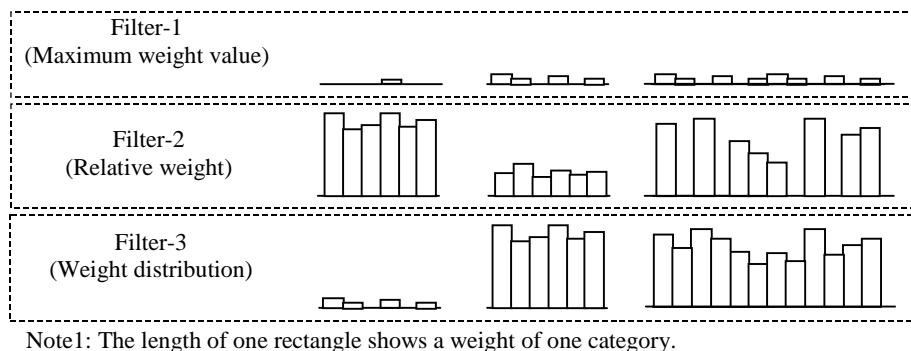 Filter-1
(Maximum weight value)
Filter-2
(Relative weight)
Filter-3
(Weight distribution)
Note1: The length of one rectangle shows a weight of one category.